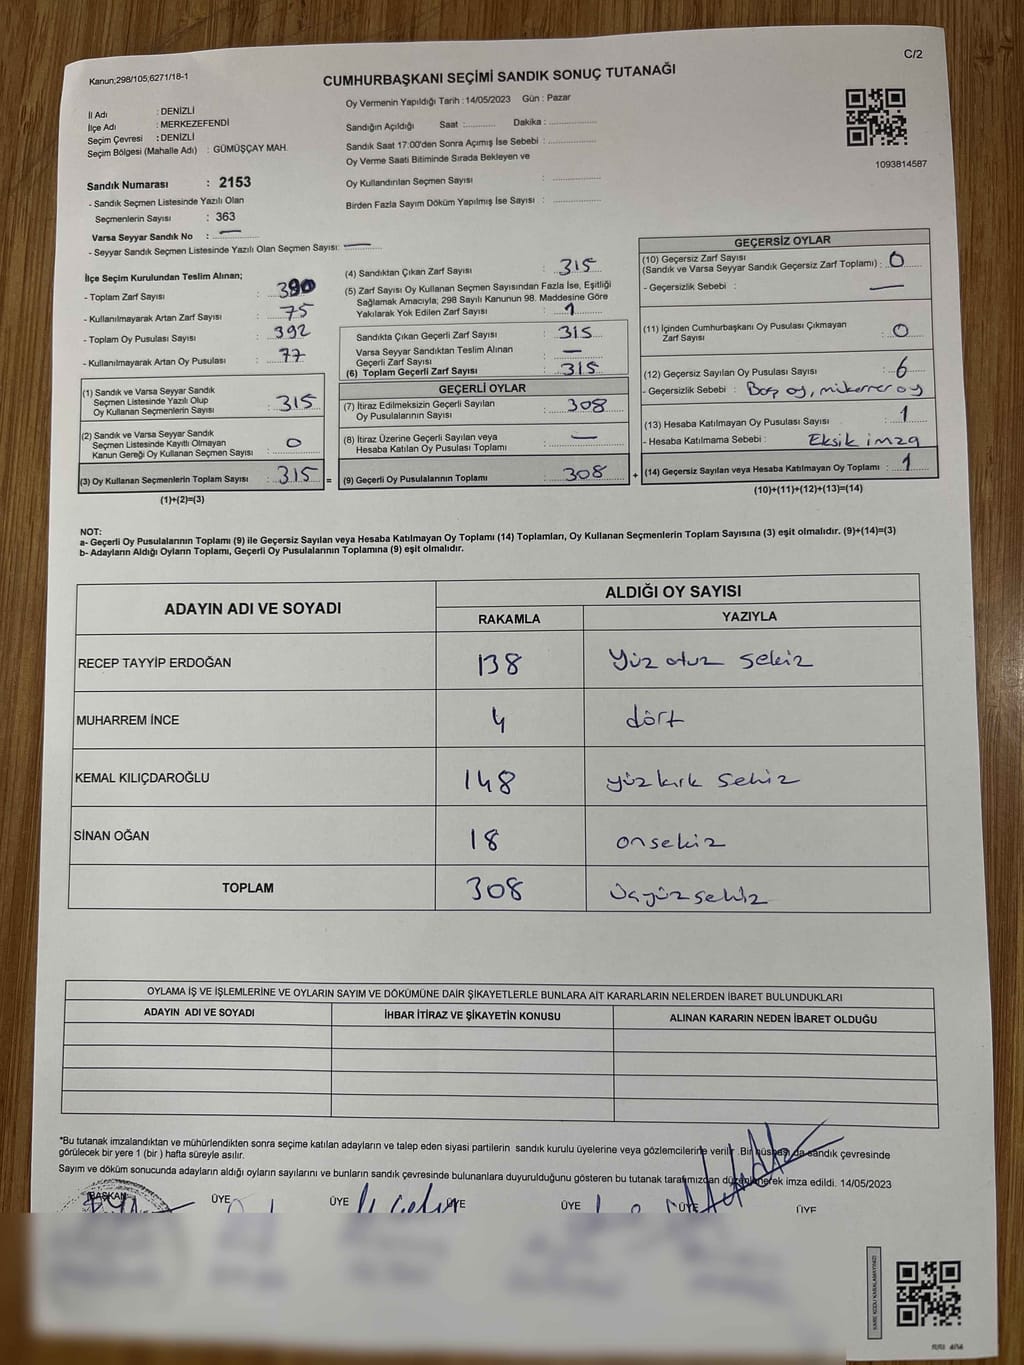 C/2
Kanun;298/105,6271/18-1
CUMHURBAŞKANI SEÇİMİ SANDIK SONUÇ TUTANAĞI
İl Adı : DENİZLİ
İlçe Adı : MERKEZEFENDİ
Seçim Çevresi : DENİZLİ
Seçim Bölgesi (Mahalle Adı) : GÜMÜŞÇAY MAH.
Sandık Numarası : 2153
- Sandık Seçmen Listesinde Yazılı Olan
Seçmenlerin Sayısı : 363
Varsa Seyyar Sandık No : —
- Seyyar Sandık Seçmen Listesinde Yazılı Olan Seçmen Sayısı: —
Oy Vermenin Yapıldığı Tarih : 14/05/2023 Gün : Pazar
Sandığın Açıldığı Saat :............ Dakika : ................
Sandık Saat 17:00'den Sonra Açımış İse Sebebi : ................
Oy Verme Saati Bitiminde Sırada Bekleyen ve
Oy Kullandırılan Seçmen Sayısı : ................
Birden Fazla Sayım Döküm Yapılmış İse Sayısı : ................
1093814587
İlçe Seçim Kurulundan Teslim Alınan;
- Toplam Zarf Sayısı : 390
- Kullanılmayarak Artan Zarf Sayısı : 75
- Toplam Oy Pusulası Sayısı : 392
- Kullanılmayarak Artan Oy Pusulası : 77
(1) Sandık ve Varsa Seyyar Sandık
Seçmen Listesinde Yazılı Olup
Oy Kullanan Seçmenlerin Sayısı : 315
(2) Sandık ve Varsa Seyyar Sandık
Seçmen Listesinde Kayıtlı Olmayan
Kanun Gereği Oy Kullanan Seçmen Sayısı : 0
(3) Oy Kullanan Seçmenlerin Toplam Sayısı : 315 =
(1)+(2)=(3)
(4) Sandıktan Çıkan Zarf Sayısı : 315
(5) Zarf Sayısı Oy Kullanan Seçmen Sayısından Fazla İse, Eşitliği
Sağlamak Amacıyla; 298 Sayılı Kanunun 98. Maddesine Göre
Yakılarak Yok Edilen Zarf Sayısı : 1
Sandıkta Çıkan Geçerli Zarf Sayısı : 315
Varsa Seyyar Sandıktan Teslim Alınan
Geçerli Zarf Sayısı : —
(6) Toplam Geçerli Zarf Sayısı : 315
GEÇERLİ OYLAR
(7) İtiraz Edilmeksizin Geçerli Sayılan
Oy Pusulalarının Sayısı : 308
(8) İtiraz Üzerine Geçerli Sayılan veya
Hesaba Katılan Oy Pusulası Toplamı : —
(9) Geçerli Oy Pusulalarının Toplamı : 308 +
GEÇERSİZ OYLAR
(10) Geçersiz Zarf Sayısı
(Sandık ve Varsa Seyyar Sandık Geçersiz Zarf Toplamı) : 0
- Geçersizlik Sebebi : —
(11) İçinden Cumhurbaşkanı Oy Pusulası Çıkmayan
Zarf Sayısı : 0
(12) Geçersiz Sayılan Oy Pusulası Sayısı : 6
- Geçersizlik Sebebi : Boş oy, mükerrer oy
(13) Hesaba Katılmayan Oy Pusulası Sayısı : 1
- Hesaba Katılmama Sebebi : Eksik imza
(14) Geçersiz Sayılan veya Hesaba Katılmayan Oy Toplamı : 1
(10)+(11)+(12)+(13)=(14)
NOT:
a- Geçerli Oy Pusulalarının Toplamı (9) ile Geçersiz Sayılan veya Hesaba Katılmayan Oy Toplamı (14) Toplamları, Oy Kullanan Seçmenlerin Toplam Sayısına (3) eşit olmalıdır. (9)+(14)=(3)
b- Adayların Aldığı Oyların Toplamı, Geçerli Oy Pusulalarının Toplamına (9) eşit olmalıdır.
ADAYIN ADI VE SOYADI ALDIĞI OY SAYISI
RAKAMLA YAZIYLA
RECEP TAYYİP ERDOĞAN 138 Yüz otuz sekiz
MUHARREM İNCE 4 dört
KEMAL KILIÇDAROĞLU 148 yüz kırk sekiz
SİNAN OĞAN 18 onsekiz
TOPLAM 308 üçyüzsekiz
OYLAMA İŞ VE İŞLEMLERİNE VE OYLARIN SAYIM VE DÖKÜMÜNE DAİR ŞİKAYETLERLE BUNLARA AİT KARARLARIN NELERDEN İBARET BULUNDUKLARI
ADAYIN ADI VE SOYADI İHBAR İTİRAZ VE ŞİKAYETİN KONUSU ALINAN KARARIN NEDEN İBARET OLDUĞU
*Bu tutanak imzalandıktan ve mühürlendikten sonra seçime katılan adayların ve talep eden siyasi partilerin sandık kurulu üyelerine veya gözlemcilerine verilir. Bir nüshası da sandık çevresinde
görülecek bir yere 1 (bir ) hafta süreyle asılır.
Sayım ve döküm sonucunda adayların aldığı oyların sayılarını ve bunların sandık çevresinde bulunanlara duyurulduğunu gösteren bu tutanak tarafımızdan düzenlenerek imza edildi. 14/05/2023
BAŞKAN ÜYE ÜYE ÜYE ÜYE ÜYE ÜYE